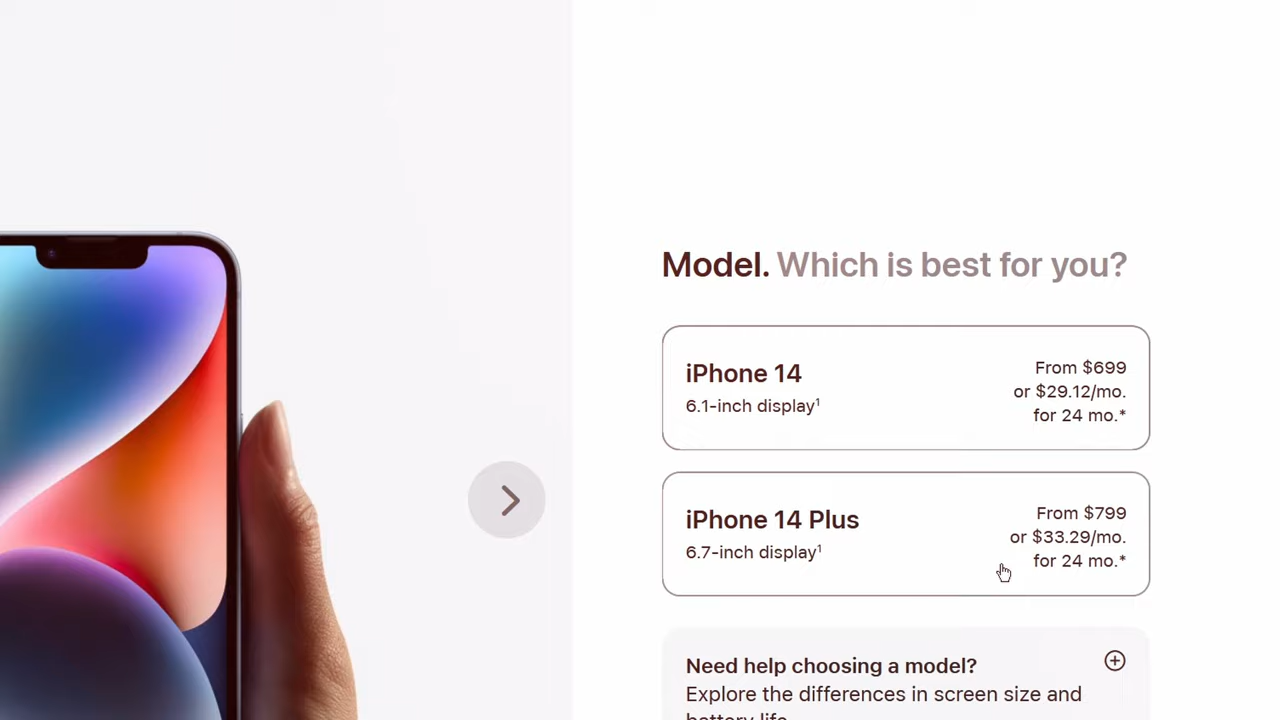 Model. Which is best for you?
iPhone 14
6.1-inch display¹
From $699
or $29.12/mo.
for 24 mo.*
iPhone 14 Plus
6.7-inch display¹
From $799
or $33.29/mo.
for 24 mo.*
Need help choosing a model?
Explore the differences in screen size and
battery life.